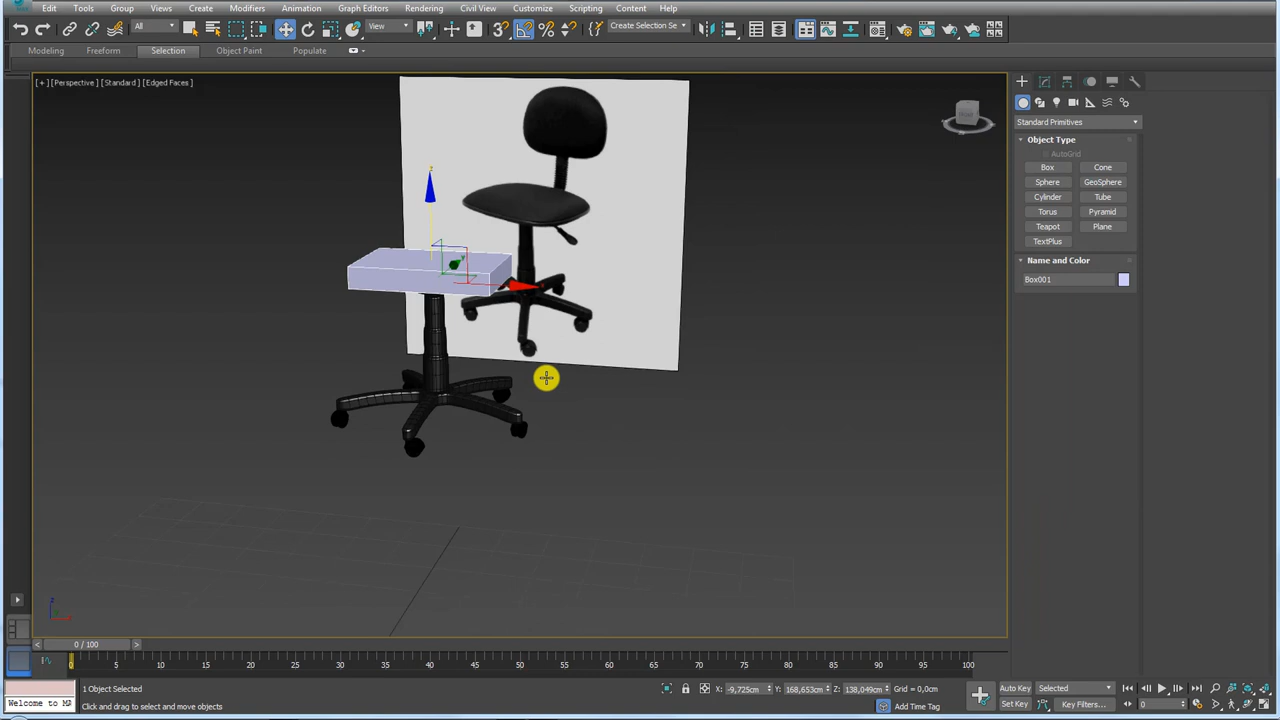 Edit Tools Group Views Create Modifiers Animation Graph Editors Rendering Civil View Customize Scripting Content Help
All View Create Selection Se
Modeling Freeform Selection Object Paint Populate
[+] [Perspective] [Standard] [Edged Faces]
Standard Primitives
Object Type
AutoGrid
Box Cone
Sphere GeoSphere
Cylinder Tube
Torus Pyramid
Teapot Plane
TextPlus
Name and Color
Box001
< 0 / 100 >
0 5 10 15 20 25 30 35 40 45 50 55 60 65 70 75 80 85 90 95 100
1 Object Selected X: -9,725cm Y: 168,653cm Z: 138,049cm Grid = 0,0cm Auto Key Selected
Welcome to MA Click and drag to select and move objects Add Time Tag Set Key Key Filters... 0